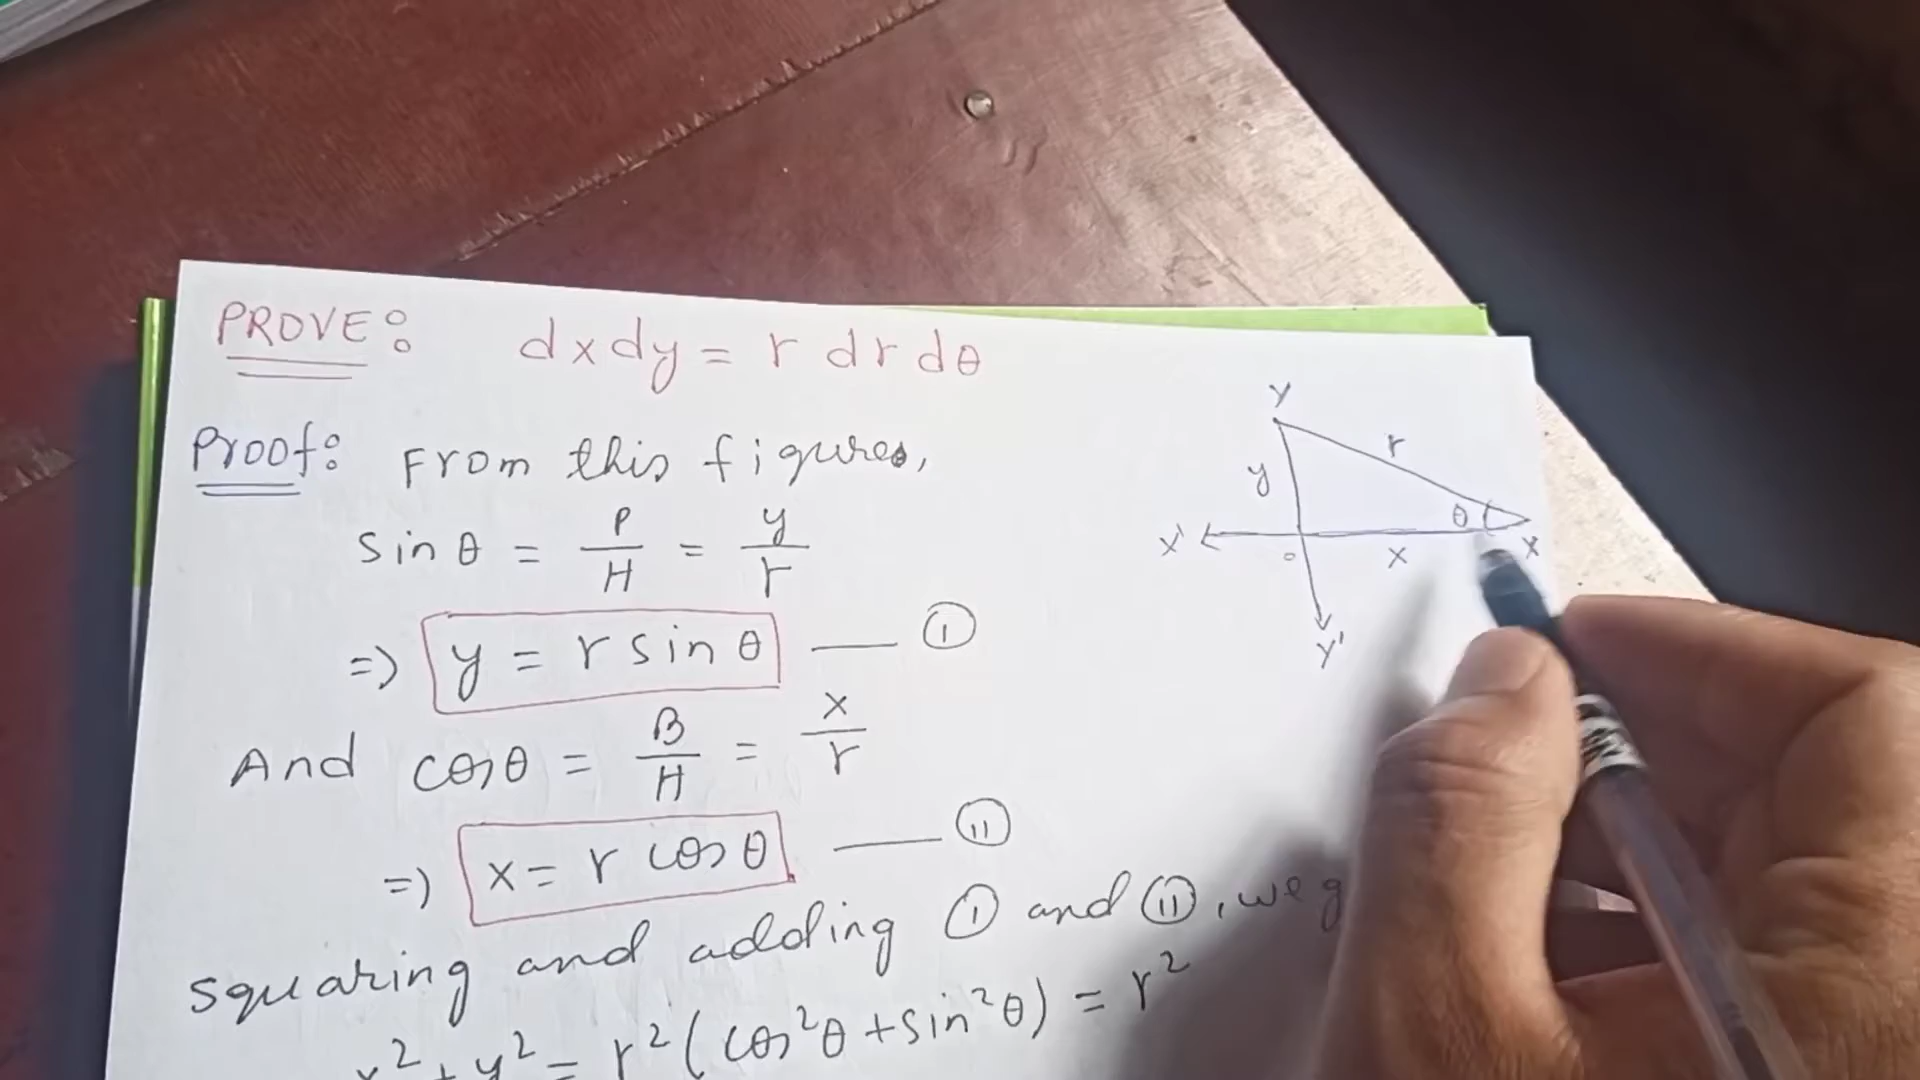 PROVE: dxdy = r dr dθ
Proof: From this figures,
sin θ = P/H = y/r
=> y = r sin θ —— (I)
And cosθ = B/H = x/r
=> x = r cos θ —— (II)
squaring and adding (I) and (II), we g
x² + y² = r² (cos²θ + sin²θ) = r²
Y
r
y
θ
X' o x X
Y'